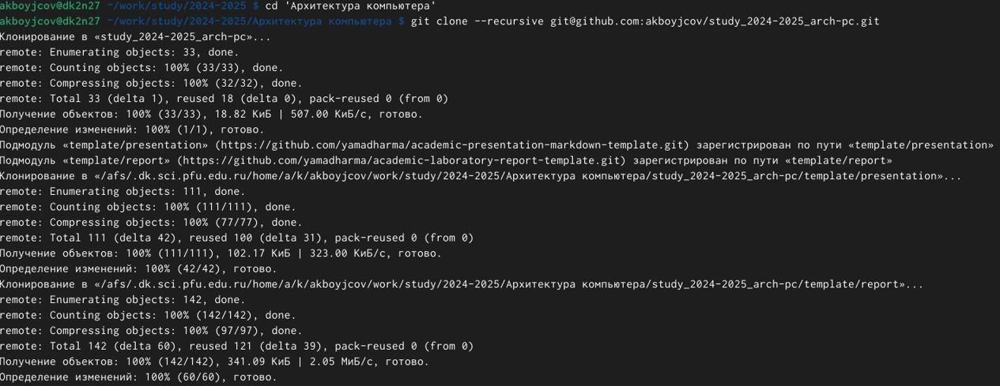 akboyjcov@dk2n27 ~/work/study/2024-2025 $ cd 'Архитектура компьютера'
akboyjcov@dk2n27 ~/work/study/2024-2025/Архитектура компьютера $ git clone --recursive git@github.com:akboyjcov/study_2024-2025_arch-pc.git
Клонирование в «study_2024-2025_arch-pc»...
remote: Enumerating objects: 33, done.
remote: Counting objects: 100% (33/33), done.
remote: Compressing objects: 100% (32/32), done.
remote: Total 33 (delta 1), reused 18 (delta 0), pack-reused 0 (from 0)
Получение объектов: 100% (33/33), 18.82 КиБ | 507.00 КиБ/с, готово.
Определение изменений: 100% (1/1), готово.
Подмодуль «template/presentation» (https://github.com/yamadharma/academic-presentation-markdown-template.git) зарегистрирован по пути «template/presentation»
Подмодуль «template/report» (https://github.com/yamadharma/academic-laboratory-report-template.git) зарегистрирован по пути «template/report»
Клонирование в «/afs/.dk.sci.pfu.edu.ru/home/a/k/akboyjcov/work/study/2024-2025/Архитектура компьютера/study_2024-2025_arch-pc/template/presentation»...
remote: Enumerating objects: 111, done.
remote: Counting objects: 100% (111/111), done.
remote: Compressing objects: 100% (77/77), done.
remote: Total 111 (delta 42), reused 100 (delta 31), pack-reused 0 (from 0)
Получение объектов: 100% (111/111), 102.17 КиБ | 323.00 КиБ/с, готово.
Определение изменений: 100% (42/42), готово.
Клонирование в «/afs/.dk.sci.pfu.edu.ru/home/a/k/akboyjcov/work/study/2024-2025/Архитектура компьютера/study_2024-2025_arch-pc/template/report»...
remote: Enumerating objects: 142, done.
remote: Counting objects: 100% (142/142), done.
remote: Compressing objects: 100% (97/97), done.
remote: Total 142 (delta 60), reused 121 (delta 39), pack-reused 0 (from 0)
Получение объектов: 100% (142/142), 341.09 КиБ | 2.05 МиБ/с, готово.
Определение изменений: 100% (60/60), готово.